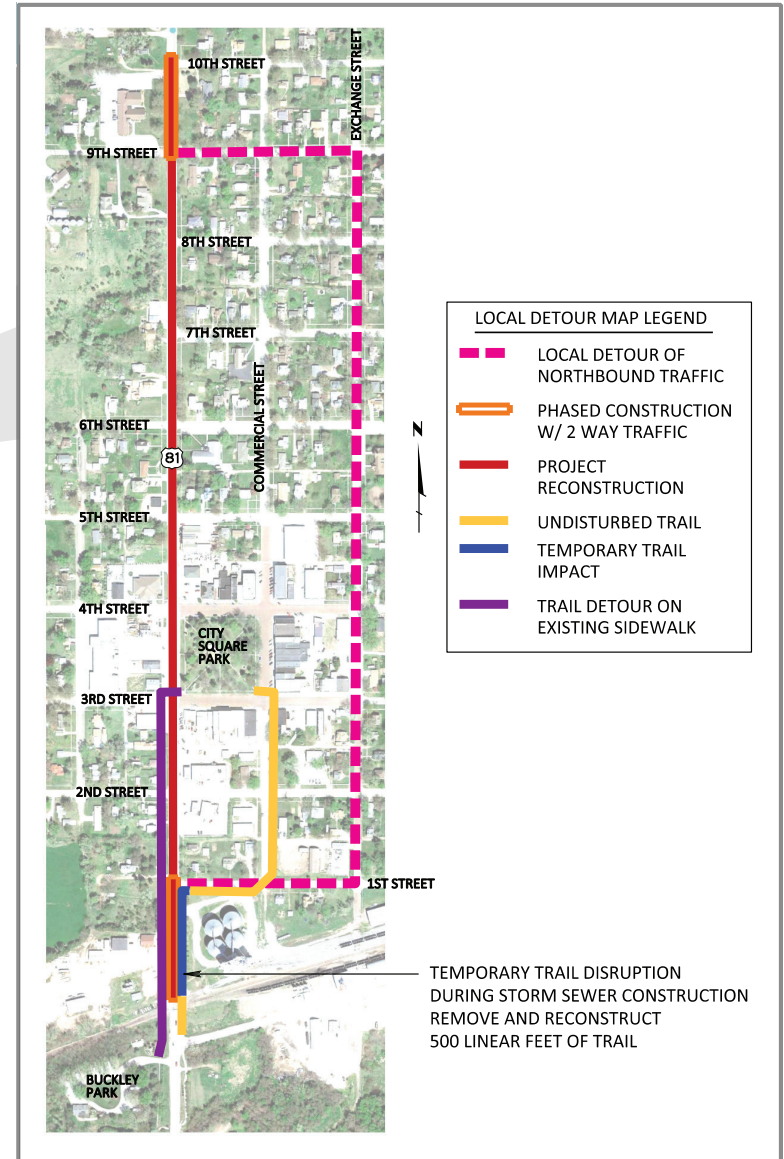 10TH STREET
EXCHANGE STREET
9TH STREET
8TH STREET
7TH STREET
COMMERCIAL STREET
6TH STREET
81
5TH STREET
4TH STREET
CITY
SQUARE
PARK
3RD STREET
2ND STREET
1ST STREET
BUCKLEY
PARK
Z
LOCAL DETOUR MAP LEGEND
LOCAL DETOUR OF
NORTHBOUND TRAFFIC
PHASED CONSTRUCTION
W/ 2 WAY TRAFFIC
PROJECT
RECONSTRUCTION
UNDISTURBED TRAIL
TEMPORARY TRAIL
IMPACT
TRAIL DETOUR ON
EXISTING SIDEWALK
TEMPORARY TRAIL DISRUPTION
DURING STORM SEWER CONSTRUCTION
REMOVE AND RECONSTRUCT
500 LINEAR FEET OF TRAIL